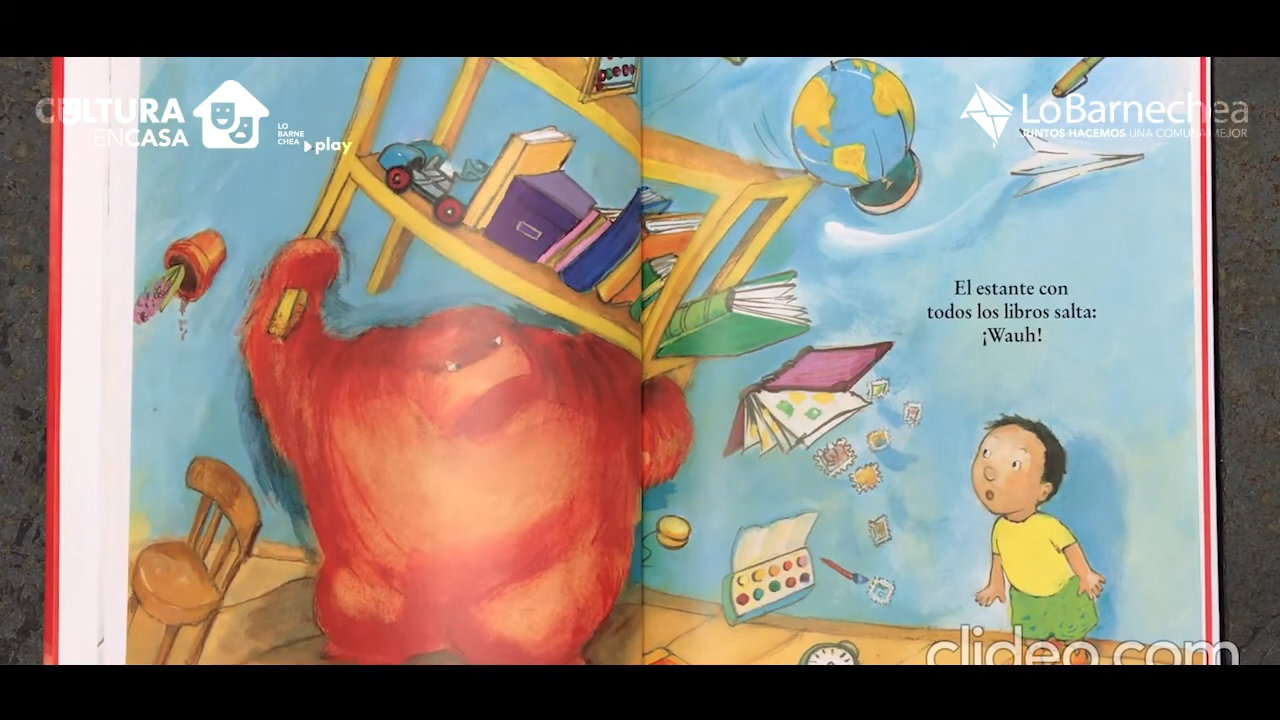 CULTURA
ENCASA
LO
BARNE
CHEA
play
LoBarnechea
JUNTOS HACEMOS UNA COMUNA MEJOR
El estante con
todos los libros salta:
¡Wauh!
clideo.com